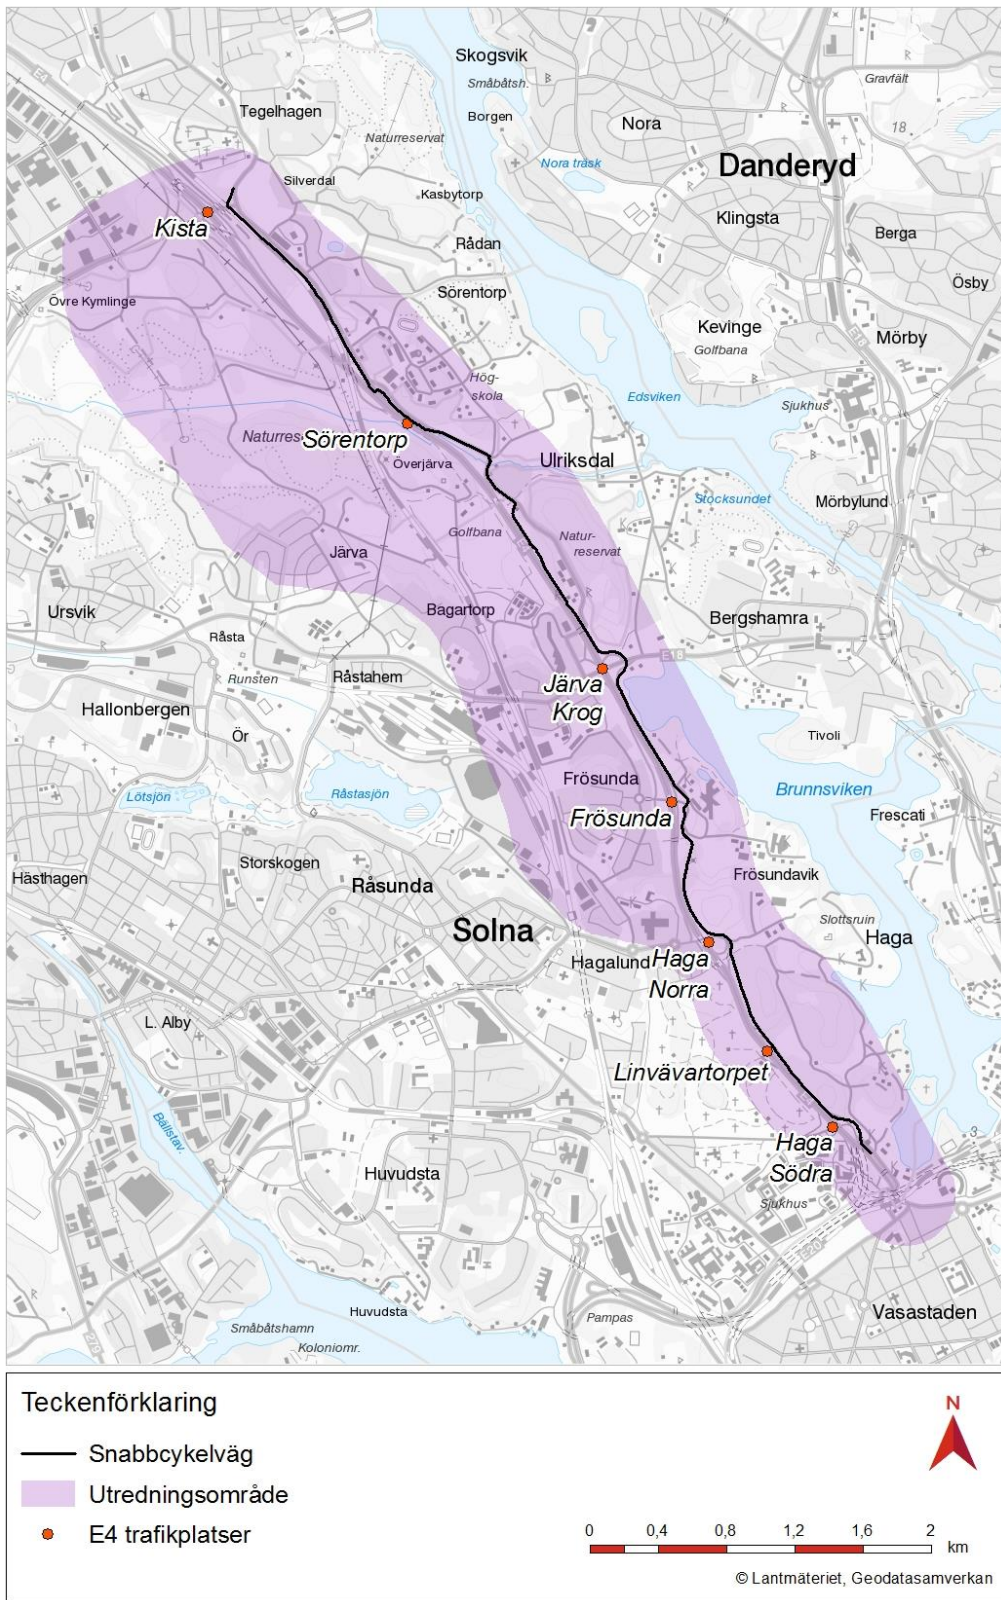 Skogsvik
Småbåtsh.
Gravfält
E4
Tegelhagen
Borgen
Nora
18
Naturreservat
Nora träsk
Danderyd
Silverdal
Kasbytorp
Klingsta
Kista
Rådan
Berga
Övre Kymlinge
Sörentorp
Ösby
Kevinge
Golfbana
Mörby
E18
Hög-
skola
Edsviken
Sjukhus
Naturres
Sörentorp
Överjärva
Ulriksdal
Stocksundet
Mörbylund
Golfbana
Natur-
reservat
Järva
Ursvik
Bagartorp
Bergshamra
Råsta
E18
Runsten
Råstahem
Järva
Krog
Hallonbergen
Ör
Tivoli
Frösunda
Lötsjön
Råstasjön
Brunnsviken
Frösunda
Frescati
Storskogen
Hästhagen
Råsunda
Frösundavik
Solna
Slottsruin
Haga
Hagalund
Haga
Norra
L. Alby
Linvävartorpet
Bällstav.
Haga
Södra
Huvudsta
Sjukhus
E20
Huvudsta
Pampas
Vasastaden
Småbåtshamn
Koloniomr.
279
Teckenförklaring
Snabbcykelväg
Utredningsområde
E4 trafikplatser
N
0 0,4 0,8 1,2 1,6 2
km
© Lantmäteriet, Geodatasamverkan